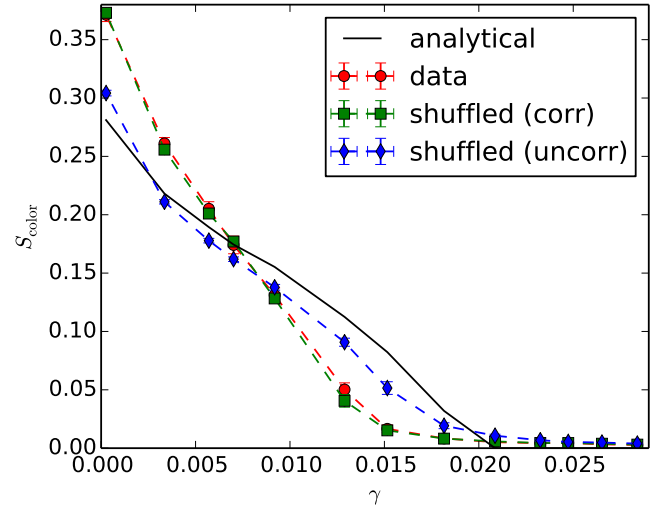 analytical
data
shuffled (corr)
shuffled (uncorr)
S_color
0.35
0.30
0.25
0.20
0.15
0.10
0.05
0.00
0.000 0.005 0.010 0.015 0.020 0.025
γ